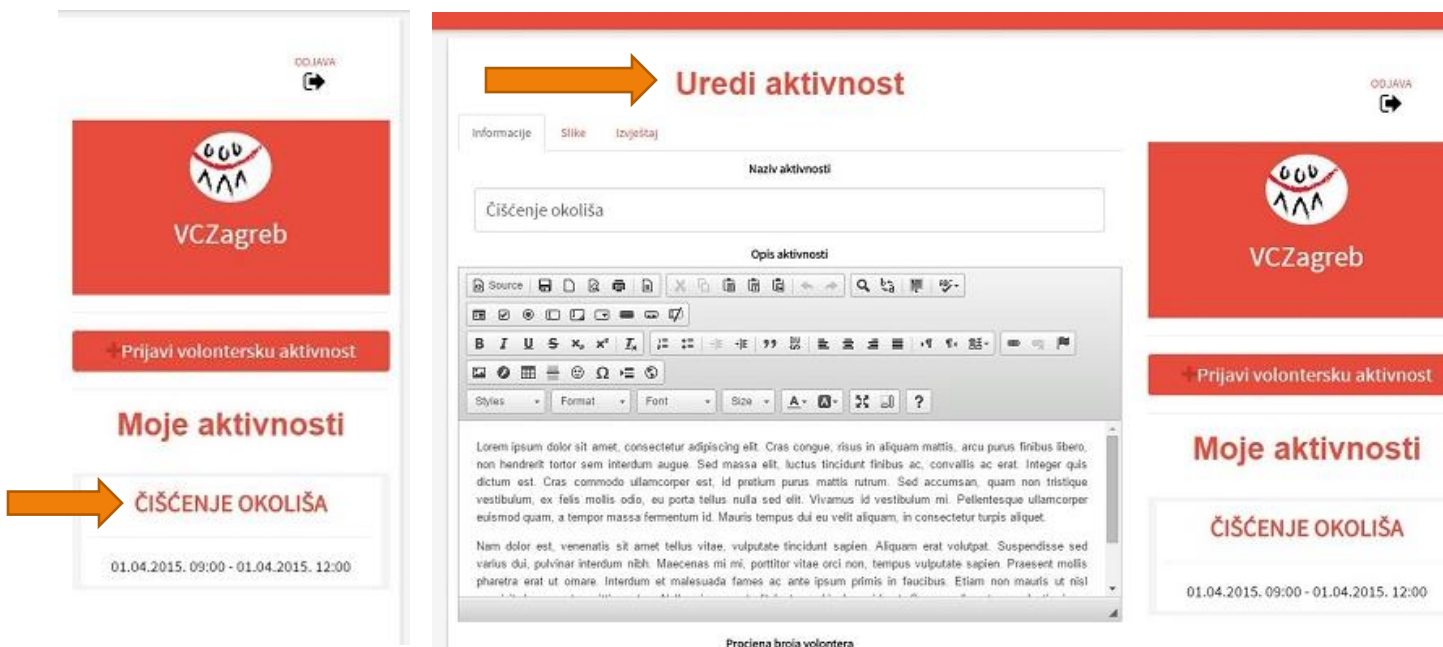 ODJAVA
VCZagreb
+Prijavi volontersku aktivnost
Moje aktivnosti
ČIŠĆENJE OKOLIŠA
01.04.2015. 09:00 - 01.04.2015. 12:00
Uredi aktivnost
Informacije Slike Izvještaj
Naziv aktivnosti
Čišćenje okoliša
Opis aktivnosti
Source
B I U S x₂ x² Iₓ
Styles Format Font Size A A ?
Lorem ipsum dolor sit amet, consectetur adipiscing elit. Cras congue, risus in aliquam mattis, arcu purus finibus libero,
non hendrerit tortor sem interdum augue. Sed massa elit, luctus tincidunt finibus ac, convallis ac erat. Integer quis
dictum est. Cras commodo ullamcorper est, id pretium purus mattis rutrum. Sed accumsan, quam non tristique
vestibulum, ex felis mollis odio, eu porta tellus nulla sed elit. Vivamus id vestibulum mi. Pellentesque ullamcorper
euismod quam, a tempor massa fermentum id. Mauris tempus dui eu velit aliquam, in consectetur turpis aliquet.
Nam dolor est, venenatis sit amet tellus vitae, vulputate tincidunt sapien. Aliquam erat volutpat. Suspendisse sed
varius dui, pulvinar interdum nibh. Maecenas mi mi, porttitor vitae orci non, tempus vulputate sapien. Praesent mollis
pharetra erat ut ornare. Interdum et malesuada fames ac ante ipsum primis in faucibus. Etiam non mauris ut nisl
Procjena broja volontera
ODJAVA
VCZagreb
+Prijavi volontersku aktivnost
Moje aktivnosti
ČIŠĆENJE OKOLIŠA
01.04.2015. 09:00 - 01.04.2015. 12:00